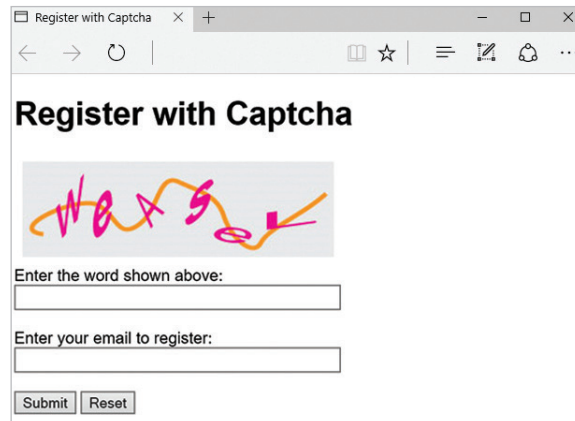 Register with Captcha
Register with Captcha
Enter the word shown above:
Enter your email to register:
Submit Reset